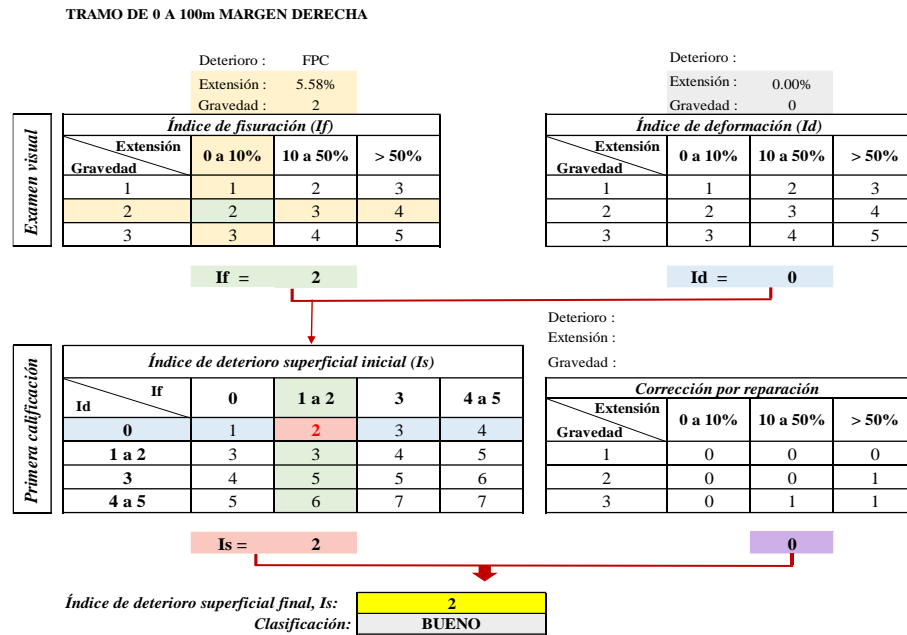 TRAMO DE 0 A 100m MARGEN DERECHA
Deterioro : FPC
Extensión : 5.58%
Gravedad : 2
Deterioro :
Extensión : 0.00%
Gravedad : 0
Examen visual
Índice de fisuración (If)
Extensión
Gravedad
0 a 10% 10 a 50% > 50%
1 1 2 3
2 2 3 4
3 3 4 5
If = 2
Índice de deformación (Id)
Extensión
Gravedad
0 a 10% 10 a 50% > 50%
1 1 2 3
2 2 3 4
3 3 4 5
Id = 0
Primera calificación
Índice de deterioro superficial inicial (Is)
If
Id
0 1 a 2 3 4 a 5
0 1 2 3 4
1 a 2 3 3 4 5
3 4 5 5 6
4 a 5 5 6 7 7
Is = 2
Deterioro :
Extensión :
Gravedad :
Corrección por reparación
Extensión
Gravedad
0 a 10% 10 a 50% > 50%
1 0 0 0
2 0 0 1
3 0 1 1
0
Índice de deterioro superficial final, Is: 2
Clasificación: BUENO